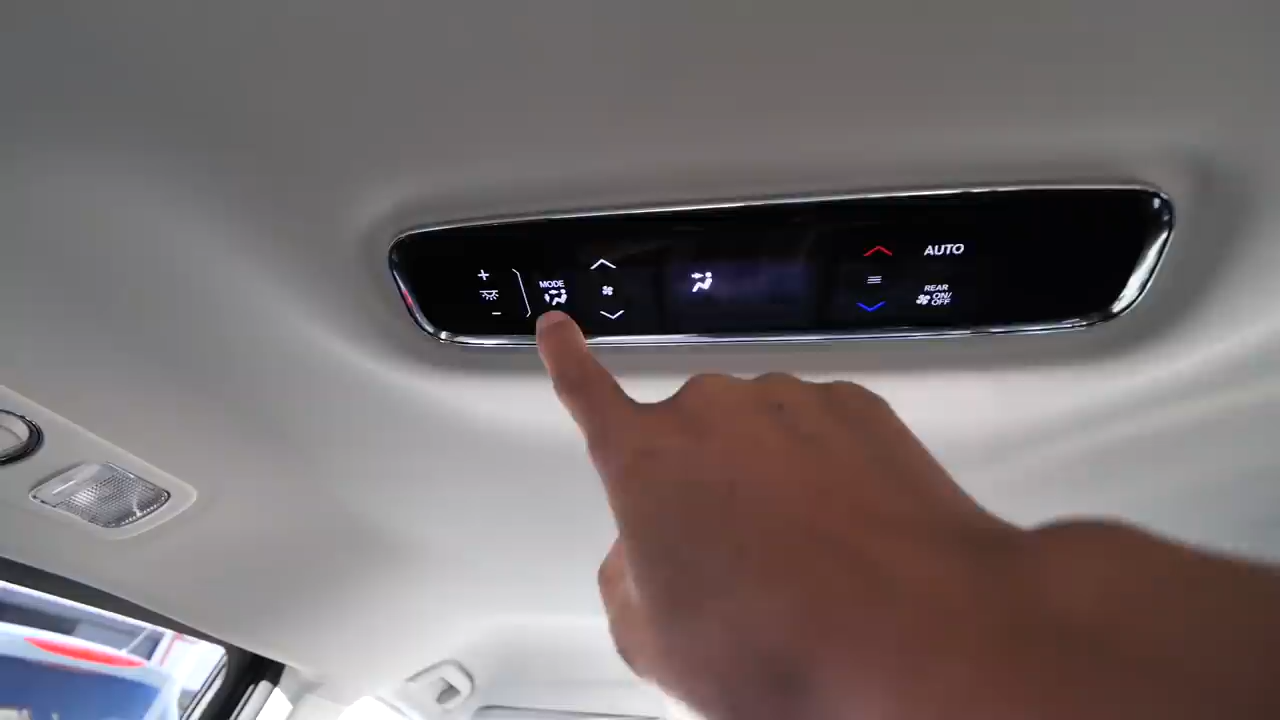 +
MODE
AUTO
REAR
ON/
OFF
-